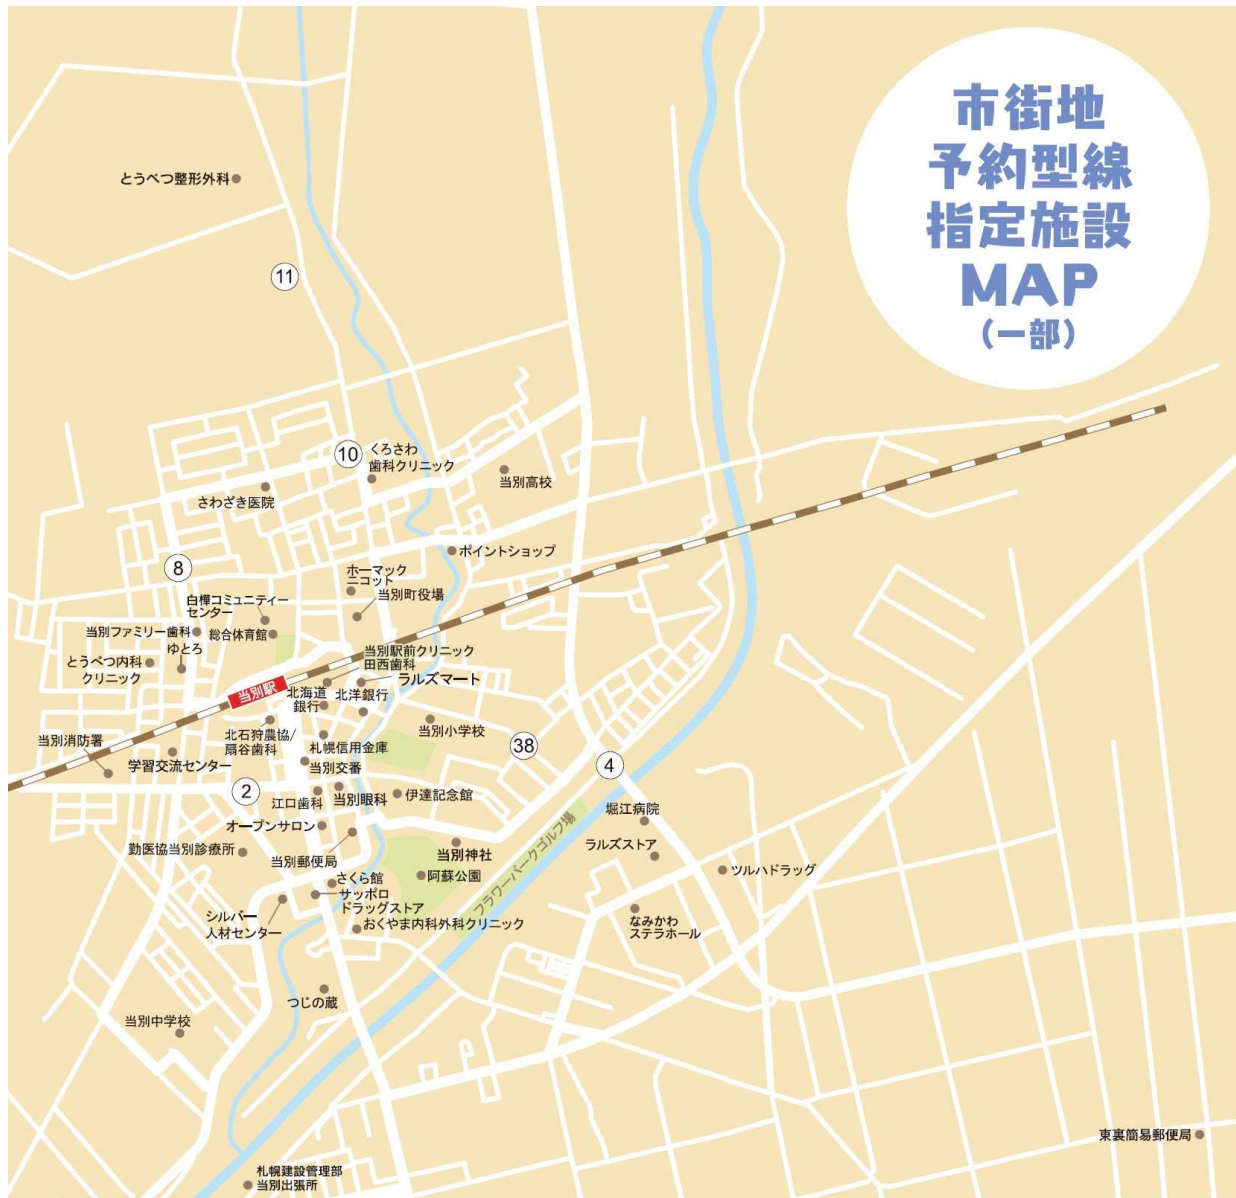 市街地
予約型線
指定施設
MAP
（一部）
とうべつ整形外科
11
10
くろさわ
歯科クリニック
当別高校
さわざき医院
ポイントショップ
8
ホーマック
ニコット
当別町役場
白樺コミュニティー
センター
当別ファミリー歯科
総合体育館
ゆとろ
とうべつ内科
クリニック
当別駅前クリニック
田西歯科
ラルズマート
当別駅
北海道
銀行
北洋銀行
当別小学校
北石狩農協/
扇谷歯科
札幌信用金庫
当別消防署
学習交流センター
当別交番
38
4
2
江口歯科
当別眼科
伊達記念館
堀江病院
オープンサロン
フラワーパークゴルフ場
勤医協当別診療所
当別郵便局
当別神社
ラルズストア
ツルハドラッグ
さくら館
阿蘇公園
サッポロ
ドラッグストア
シルバー
人材センター
おくやま内科外科クリニック
なみかわ
ステラホール
つじの蔵
当別中学校
東裏簡易郵便局
札幌建設管理部
当別出張所